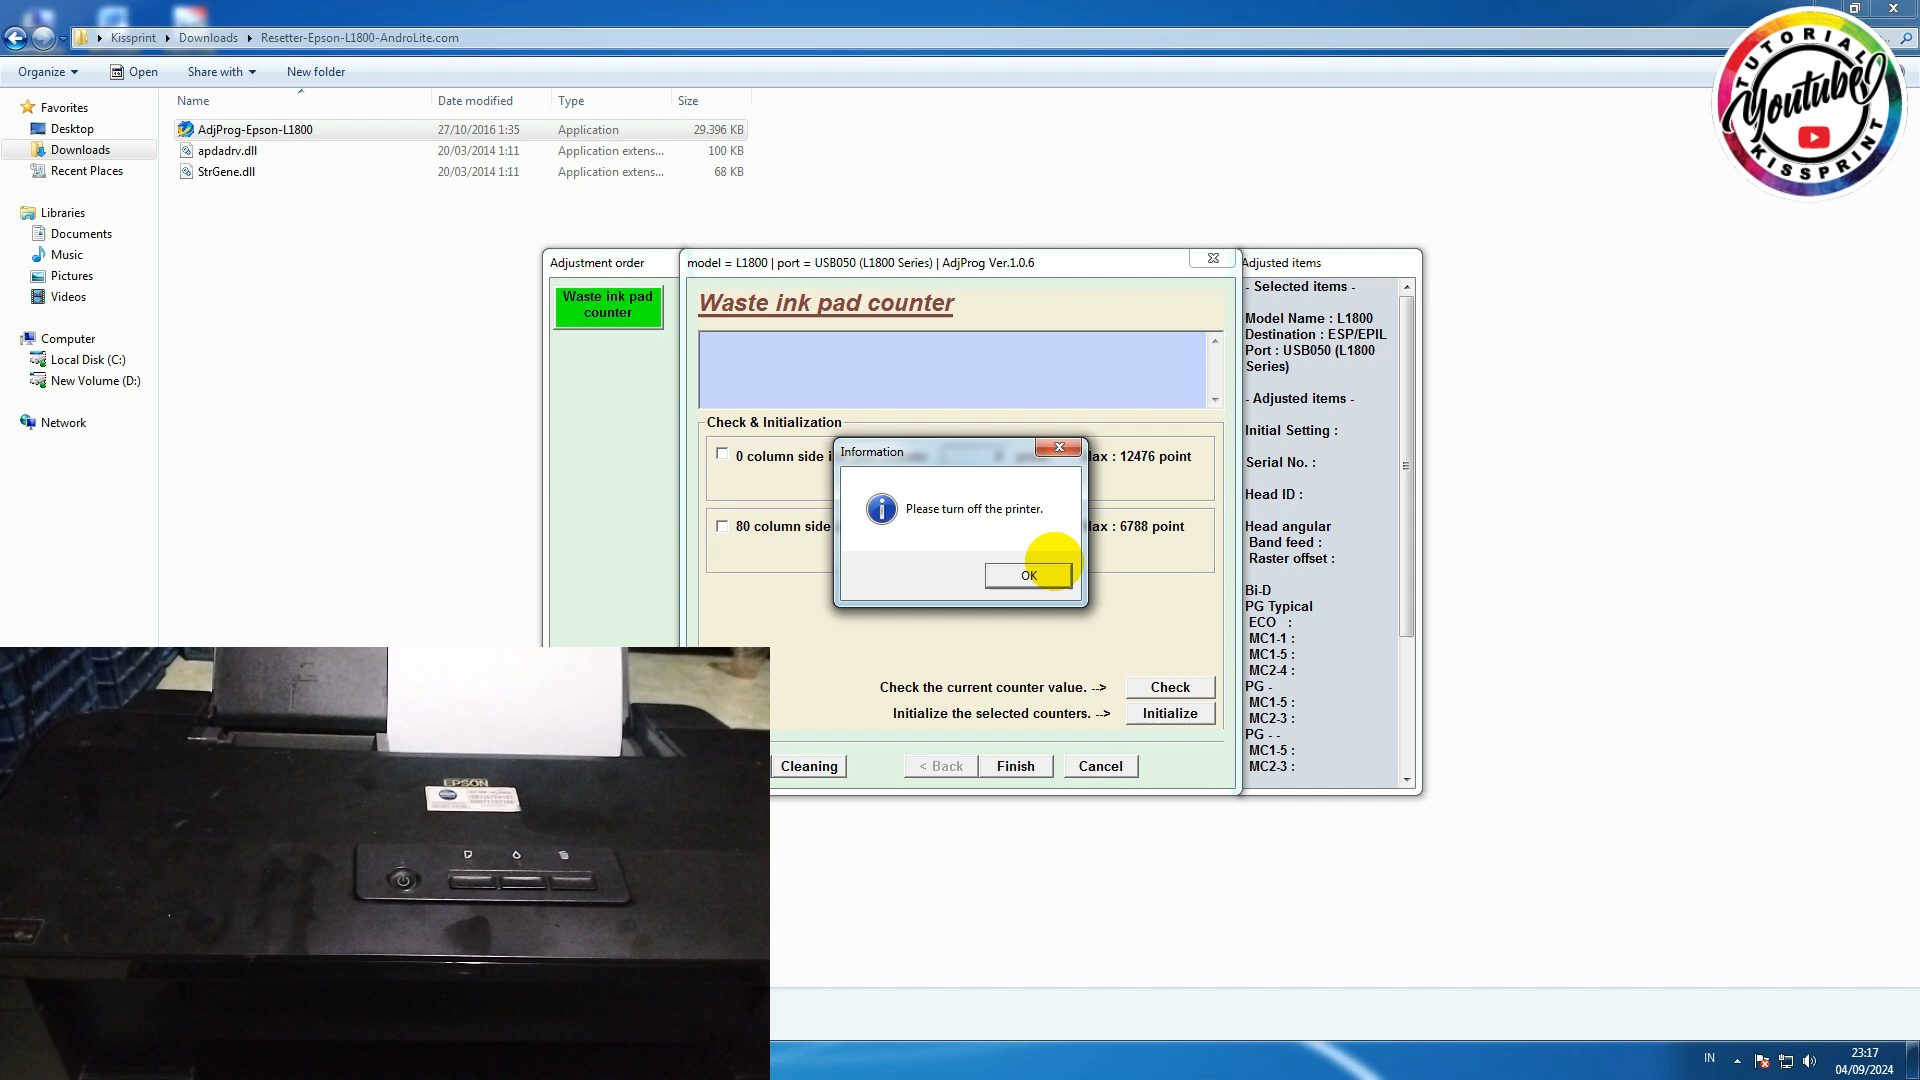 Kissprint
Downloads
Resetter-Epson-L1800-AndroLite.com
Organize
Open
Share with
New folder
Name
Date modified
Type
Size
AdjProg-Epson-L1800
27/10/2016 1:35
Application
29.396 KB
apdadrv.dll
20/03/2014 1:11
Application extens...
100 KB
StrGene.dll
20/03/2014 1:11
Application extens...
68 KB
Favorites
Desktop
Downloads
Recent Places
Libraries
Documents
Music
Pictures
Videos
Computer
Local Disk (C:)
New Volume (D:)
Network
TUTORIAL
Youtube
KISSPRINT
Adjustment order
Waste ink pad
counter
model = L1800 | port = USB050 (L1800 Series) | AdjProg Ver.1.0.6
Waste ink pad counter
Check & Initialization
0 column side i
ax : 12476 point
80 column side
ax : 6788 point
Information
Please turn off the printer.
OK
Check the current counter value. -->
Check
Initialize the selected counters. -->
Initialize
Cleaning
< Back
Finish
Cancel
Adjusted items
- Selected items -
Model Name : L1800
Destination : ESP/EPIL
Port : USB050 (L1800
Series)
- Adjusted items -
Initial Setting :
Serial No. :
Head ID :
Head angular
Band feed :
Raster offset :
Bi-D
PG Typical
ECO :
MC1-1 :
MC1-5 :
MC2-4 :
PG -
MC1-5 :
MC2-3 :
PG - -
MC1-5 :
MC2-3 :
EPSON
IN
23:17
04/09/2024